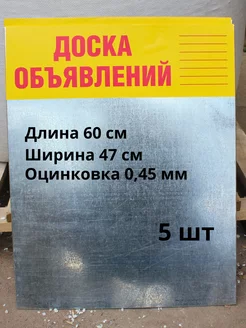 ДОСКА
ОБЪЯВЛЕНИЙ
Длина 60 см
Ширина 47 см
Оцинковка 0,45 мм
5 шт